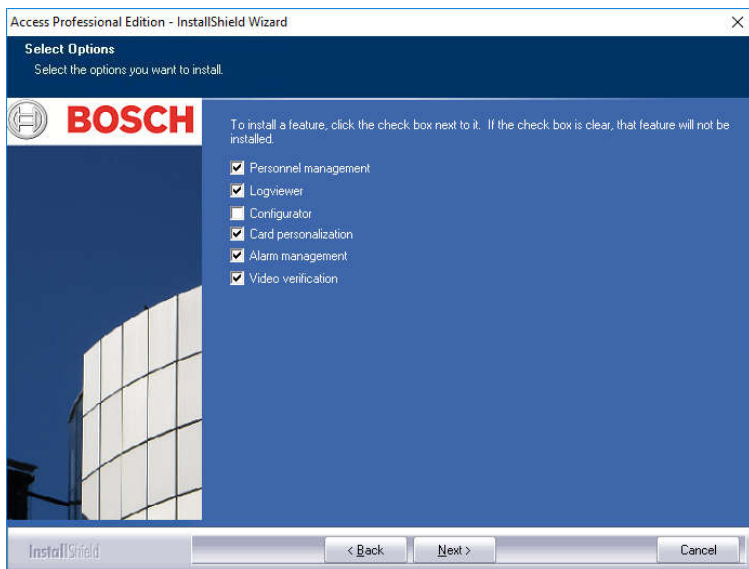 Access Professional Edition - InstallShield Wizard
Select Options
Select the options you want to install.
BOSCH
To install a feature, click the check box next to it. If the check box is clear, that feature will not be
installed.
Personnel management
Logviewer
Configurator
Card personalization
Alarm management
Video verification
InstallShield
< Back
Next >
Cancel